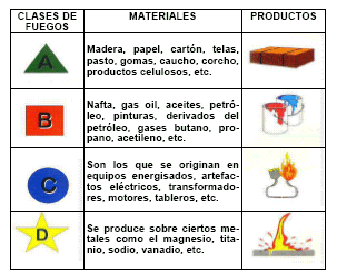 CLASES DE
FUEGOS
MATERIALES
PRODUCTOS
A
Madera, papel, cartón, telas,
pasto, gomas, caucho, corcho,
productos celulosos, etc.
B
Nafta, gas oil, aceites, petró-
leo, pinturas, derivados del
petróleo, gases butano, pro-
pano, acetileno, etc.
C
Son los que se originan en
equipos energisados, artefac-
tos eléctricos, transformado-
res, motores, tableros, etc.
D
Se produce sobre ciertos me-
tales como el magnesio, tita-
nio, sodio, vanadio, etc.